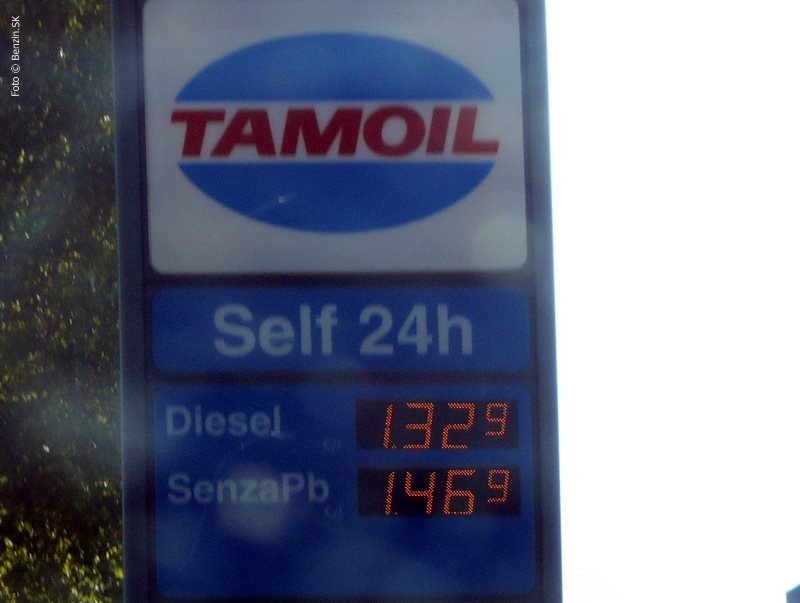 Foto © Benzin.SK
TAMOIL
Self 24h
Diesel 1.329
SenzaPb 1.469